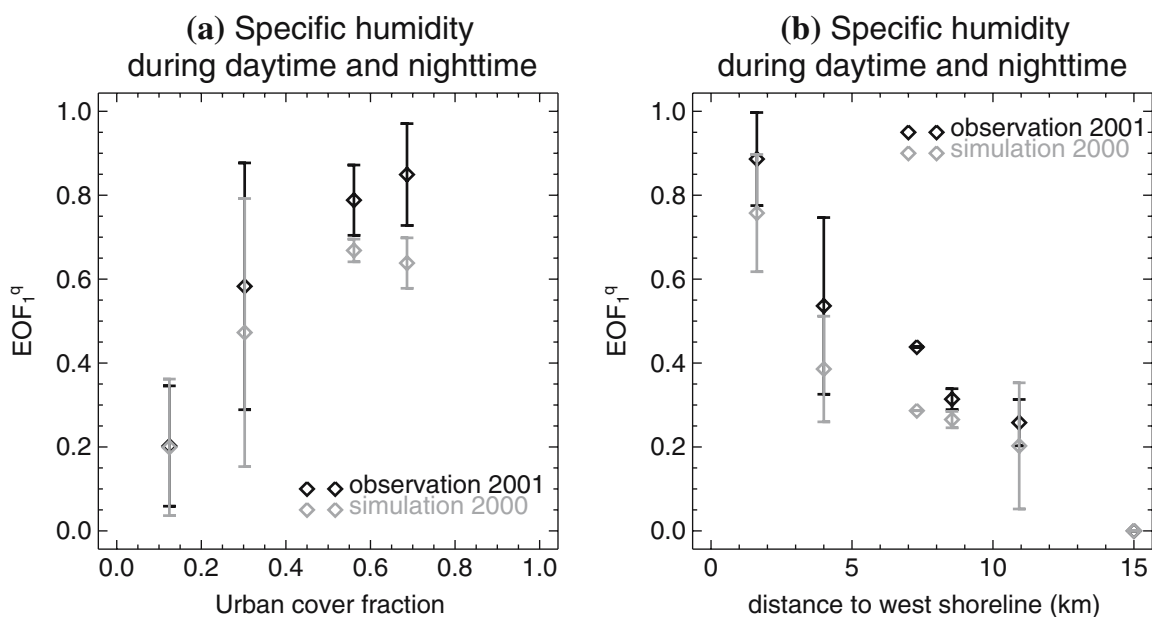 (a) Specific humidity
during daytime and nighttime
1.0
0.8
0.6
0.4
0.2
0.0
EOF₁^q
observation 2001
simulation 2000
0.0 0.2 0.4 0.6 0.8 1.0
Urban cover fraction
(b) Specific humidity
during daytime and nighttime
1.0
0.8
0.6
0.4
0.2
0.0
EOF₁^q
observation 2001
simulation 2000
0 5 10 15
distance to west shoreline (km)